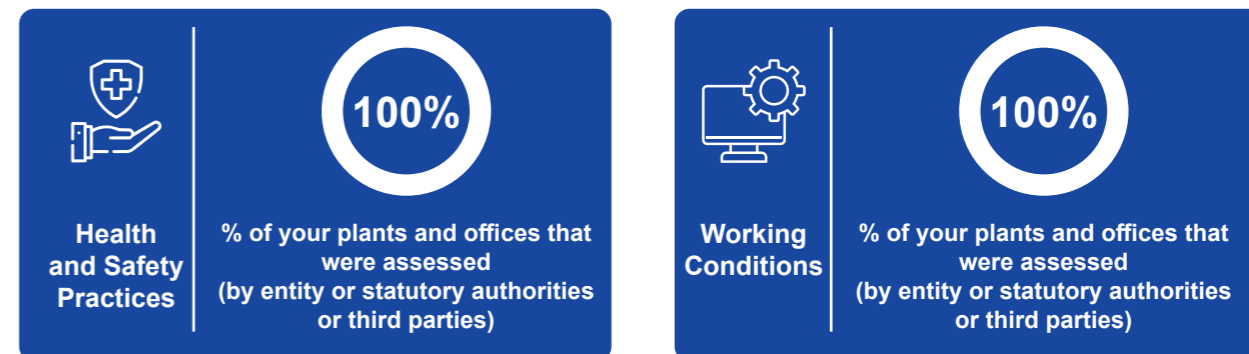 100%
Health
and Safety
Practices
% of your plants and offices that
were assessed
(by entity or statutory authorities
or third parties)
100%
Working
Conditions
% of your plants and offices that
were assessed
(by entity or statutory authorities
or third parties)